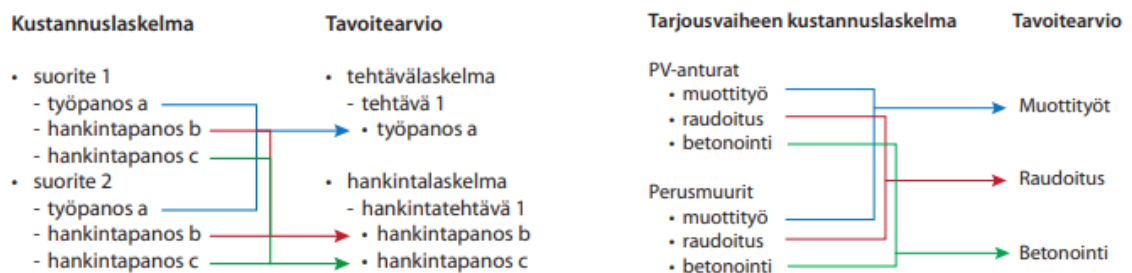 Kustannuslaskelma
• suorite 1
- työpanos a
- hankintapanos b
- hankintapanos c
• suorite 2
- työpanos a
- hankintapanos b
- hankintapanos c
Tavoitearvio
• tehtävälaskelma
- tehtävä 1
• työpanos a
• hankintalaskelma
- hankintatehtävä 1
• hankintapanos b
• hankintapanos c
Tarjousvaiheen kustannuslaskelma
PV-anturat
• muottityö
• raudoitus
• betonointi
Perusmuurit
• muottityö
• raudoitus
• betonointi
Tavoitearvio
Muottityöt
Raudoitus
Betonointi